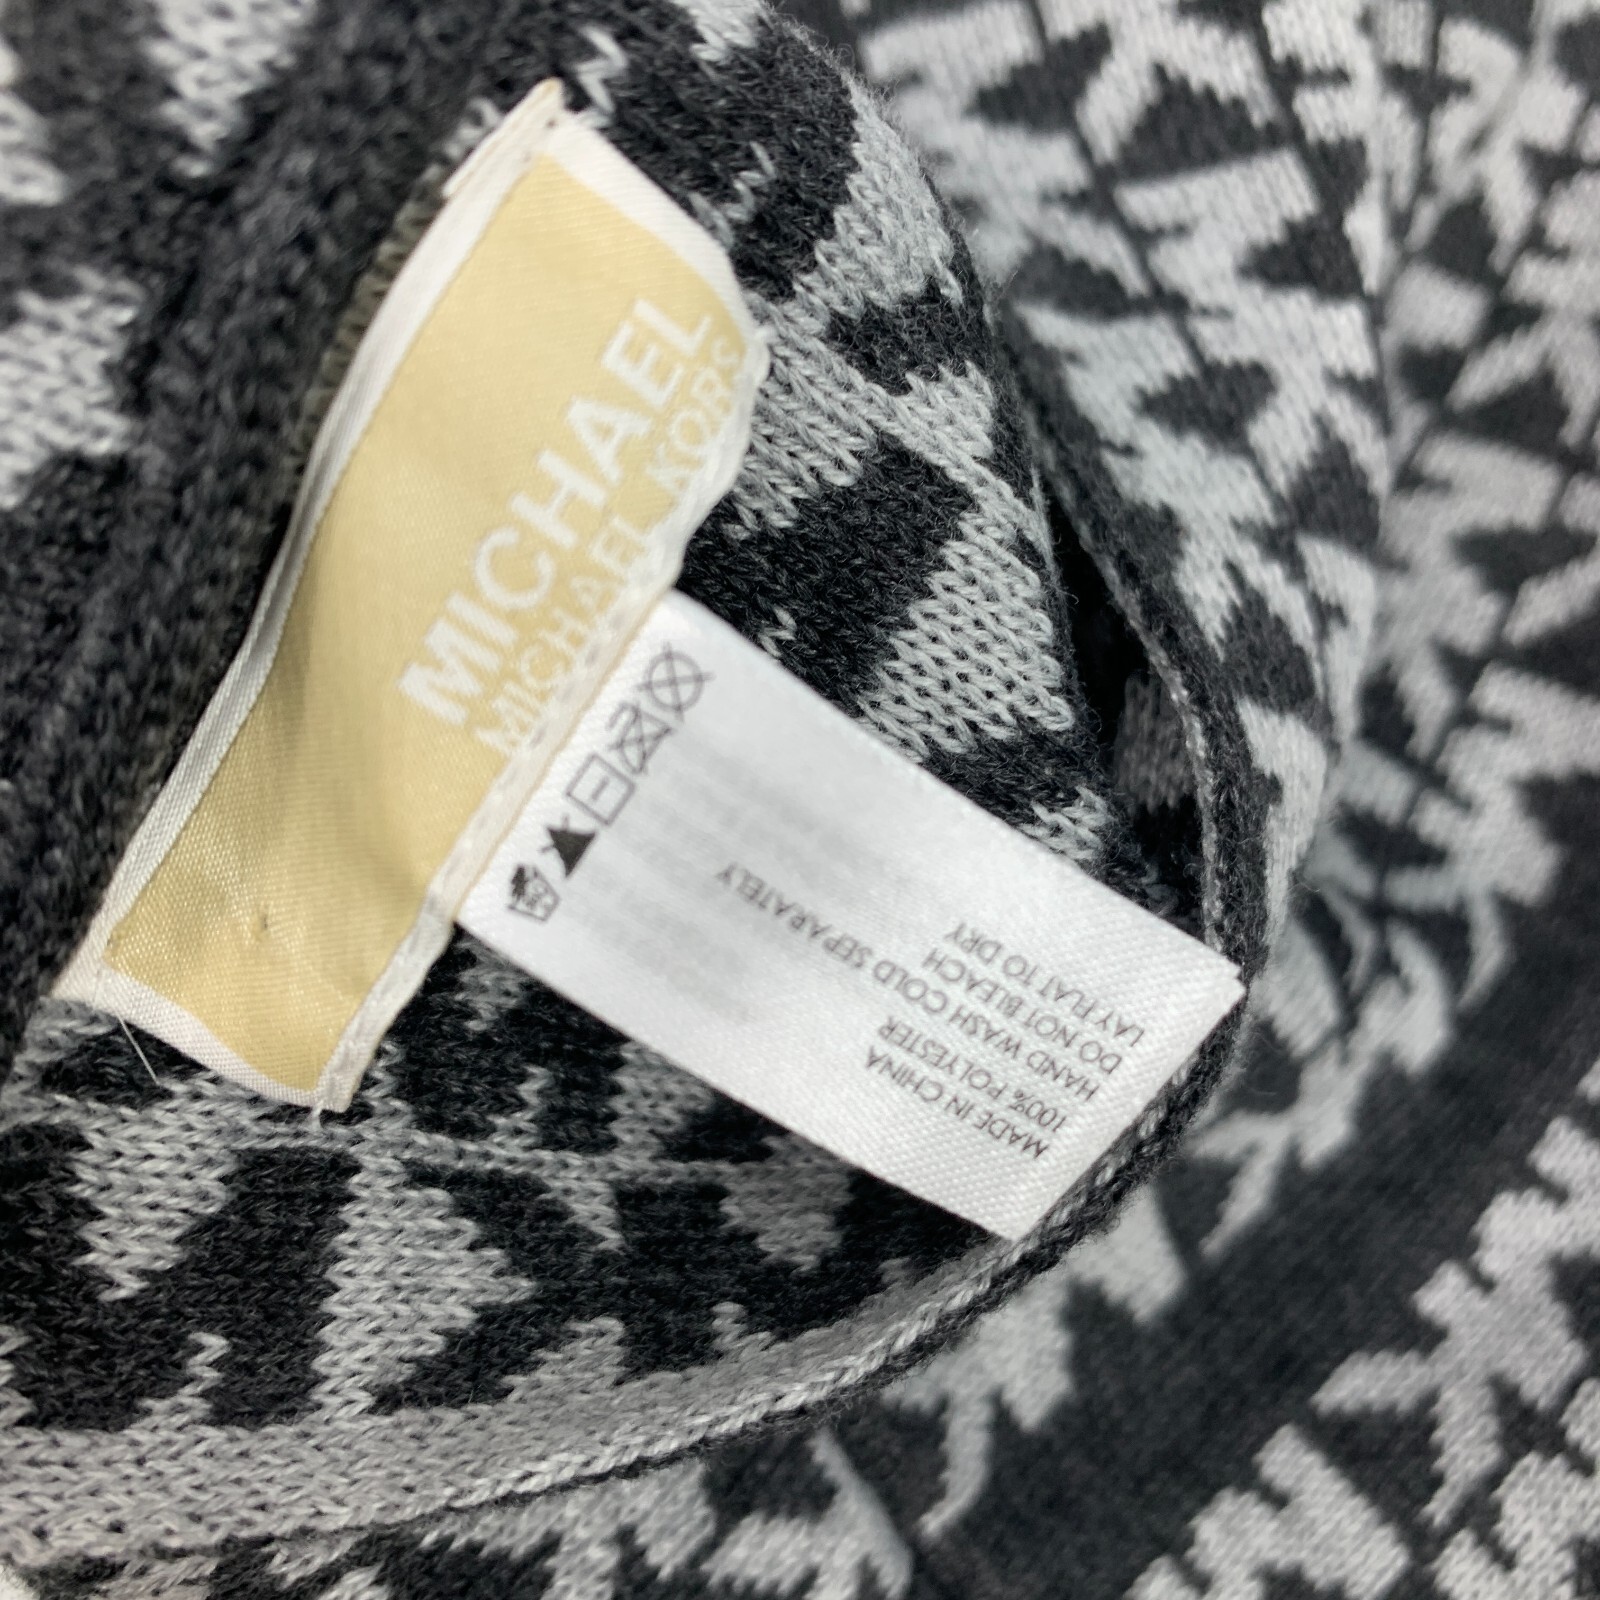 MICHAEL
MICHAEL KORS
MADE IN CHINA
100% POLYESTER
HAND WASH COLD SEPARATELY
DO NOT BLEACH
LAY FLAT TO DRY